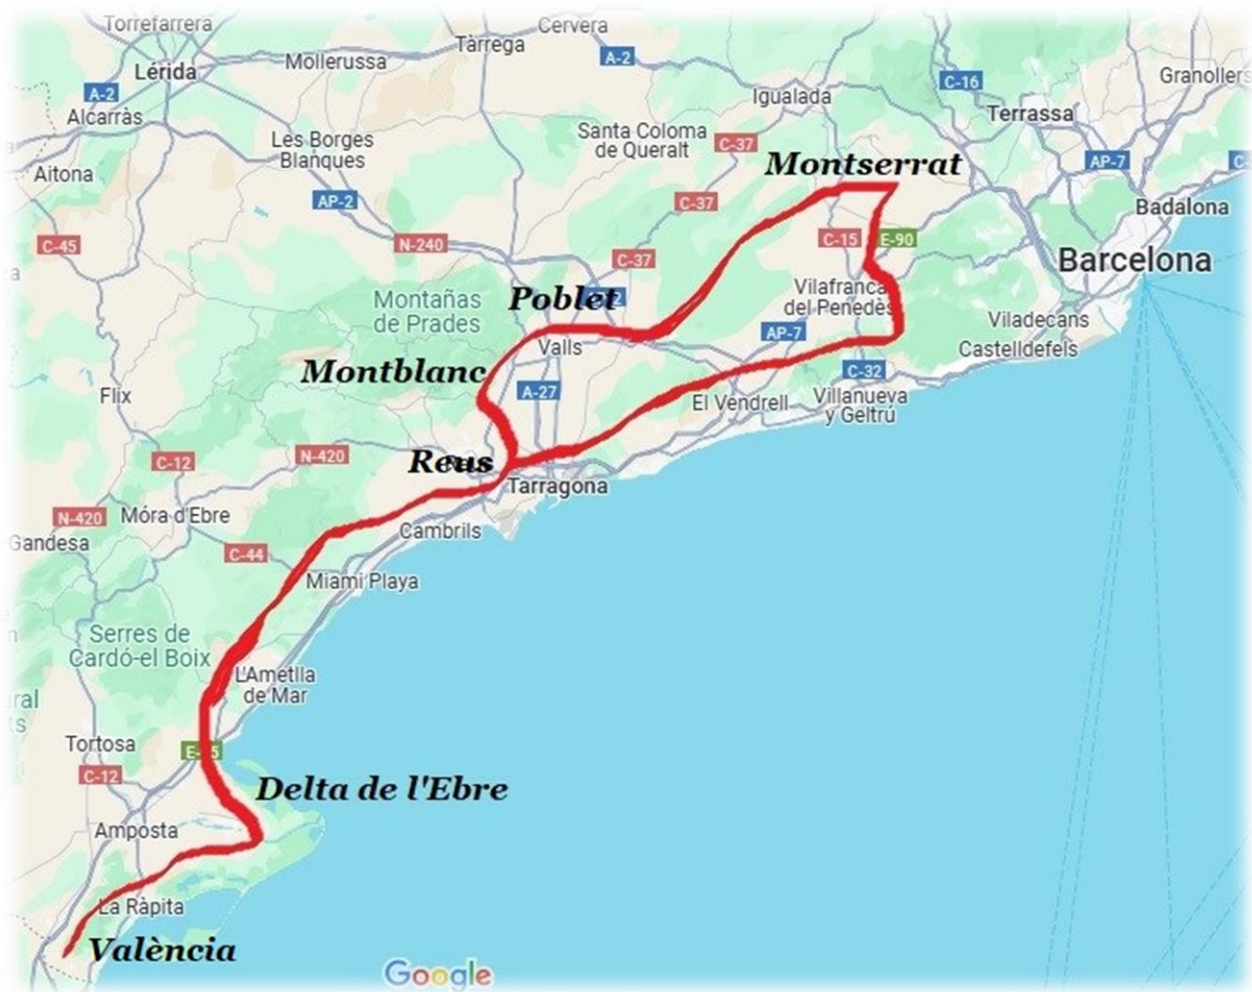 Torrefarrera
Cervera
Tàrrega
A-2
Mollerussa
Lérida
Granollers
C-16
A-2
Igualada
Terrassa
Alcarràs
Santa Coloma
de Queralt
C-37
Les Borges
Blanques
Montserrat
AP-7
Aitona
AP-2
C-37
Badalona
C-45
N-240
C-15
E-90
C-37
Barcelona
Vilafranca
del Penedès
Montañas
de Prades
Poblet
Viladecans
AP-7
Valls
Castelldefels
Montblanc
C-32
A-27
Flix
El Vendrell
Villanueva
y Geltrú
N-420
C-12
Reus
Tarragona
N-420
Móra d'Ebre
Cambrils
Gandesa
C-44
Miami Playa
Serres de
Cardó-el Boix
L'Ametlla
de Mar
Tortosa
C-12
Delta de l'Ebre
Amposta
La Ràpita
València
Google